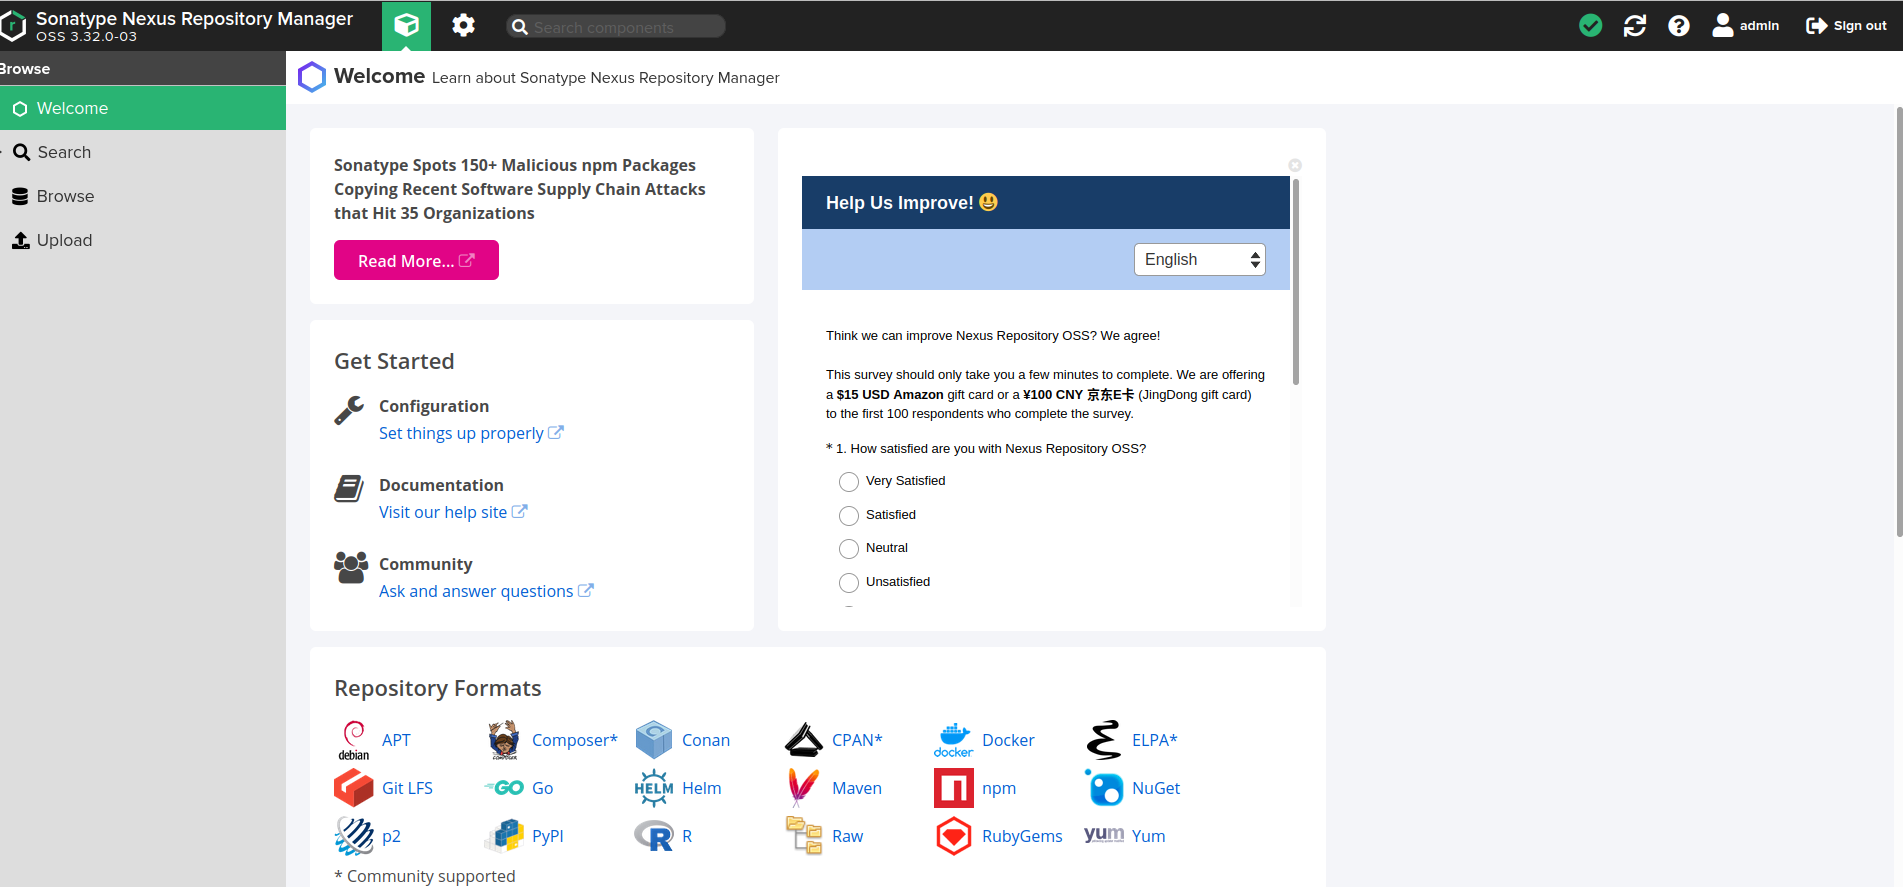 Sonatype Nexus Repository Manager
OSS 3.32.0-03
Search components
admin
Sign out
Browse
Welcome
Search
Browse
Upload
Welcome Learn about Sonatype Nexus Repository Manager
Sonatype Spots 150+ Malicious npm Packages
Copying Recent Software Supply Chain Attacks
that Hit 35 Organizations
Read More...
Get Started
Configuration
Set things up properly
Documentation
Visit our help site
Community
Ask and answer questions
Help Us Improve! 😃
English
Think we can improve Nexus Repository OSS? We agree!
This survey should only take you a few minutes to complete. We are offering
a $15 USD Amazon gift card or a ¥100 CNY 京东E卡 (JingDong gift card)
to the first 100 respondents who complete the survey.
* 1. How satisfied are you with Nexus Repository OSS?
Very Satisfied
Satisfied
Neutral
Unsatisfied
Repository Formats
debian APT
Composer*
Conan
CPAN*
docker Docker
ELPA*
Git LFS
GO Go
HELM Helm
Maven
npm
NuGet
p2
PyPI
R R
Raw
RubyGems
yum Yum
* Community supported